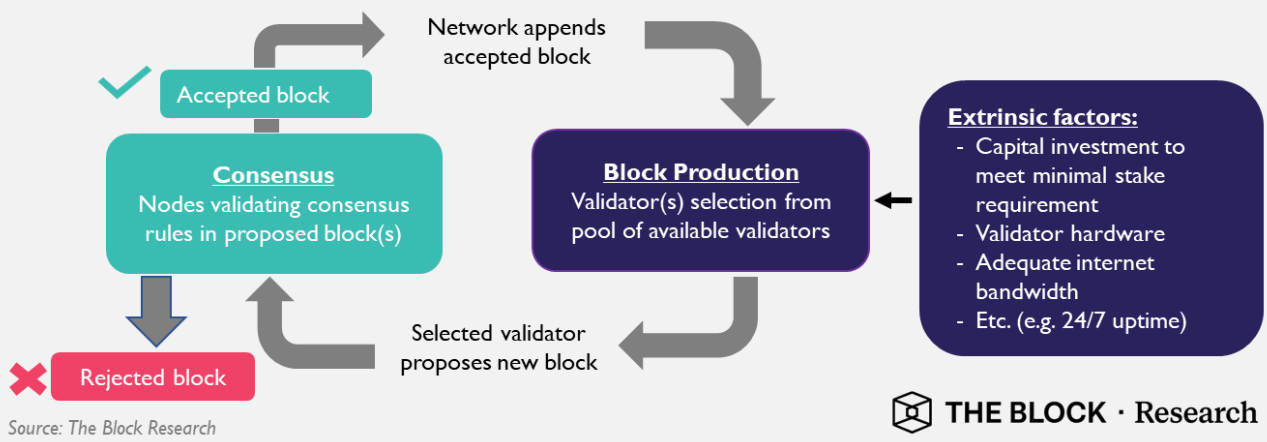 Network appends
accepted block
Accepted block
Consensus
Nodes validating consensus
rules in proposed block(s)
Block Production
Validator(s) selection from
pool of available validators
Extrinsic factors:
- Capital investment to
meet minimal stake
requirement
- Validator hardware
- Adequate internet
bandwidth
- Etc. (e.g. 24/7 uptime)
Selected validator
proposes new block
Rejected block
Source: The Block Research
THE BLOCK · Research